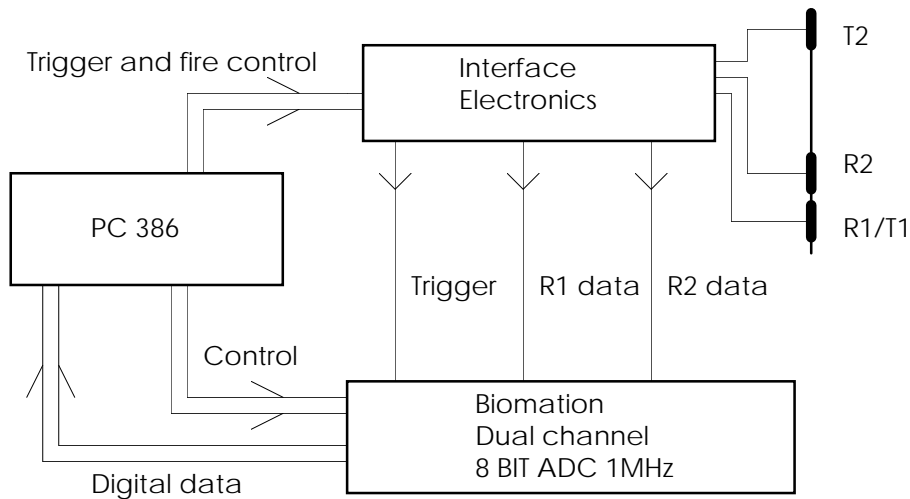 Trigger and fire control
Interface
Electronics
T2
R2
R1/T1
PC 386
Trigger
R1 data
R2 data
Control
Biomation
Dual channel
8 BIT ADC 1MHz
Digital data